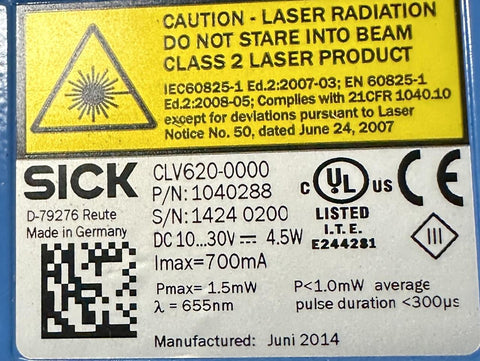 CAUTION - LASER RADIATION
DO NOT STARE INTO BEAM
CLASS 2 LASER PRODUCT
IEC60825-1 Ed.2:2007-03; EN 60825-1
Ed.2:2008-05; Complies with 21CFR 1040.10
except for deviations pursuant to Laser
Notice No. 50, dated June 24, 2007
SICK
D-79276 Reute
Made in Germany
CLV620-0000
P/N: 1040288
S/N: 1424 0200
DC 10...30V⎓ 4.5W
Imax=700mA
Pmax= 1.5mW
λ = 655nm
C UL US CE
LISTED
I.T.E.
E244281
III
P<1.0mW average
pulse duration <300µs
Manufactured: Juni 2014